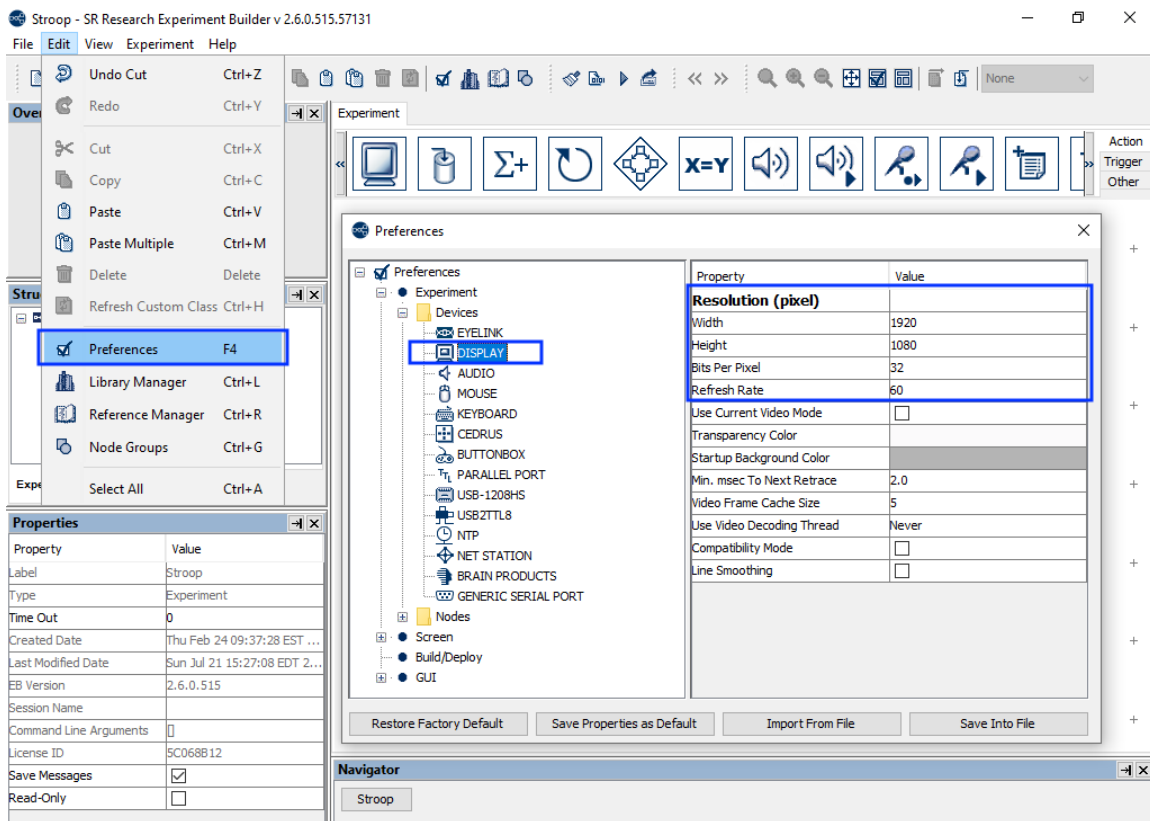 Stroop - SR Research Experiment Builder v 2.6.0.515.57131
File Edit View Experiment Help
Undo Cut Ctrl+Z
Redo Ctrl+Y
Cut Ctrl+X
Copy Ctrl+C
Paste Ctrl+V
Paste Multiple Ctrl+M
Delete Delete
Refresh Custom Class Ctrl+H
Preferences F4
Library Manager Ctrl+L
Reference Manager Ctrl+R
Node Groups Ctrl+G
Select All Ctrl+A
None
Over
Stru
Expe
Experiment
Σ+
X=Y
Action
Trigger
Other
Preferences
Preferences
Experiment
Devices
EYELINK
DISPLAY
AUDIO
MOUSE
KEYBOARD
CEDRUS
BUTTONBOX
PARALLEL PORT
USB-1208HS
USB2TTL8
NTP
NET STATION
BRAIN PRODUCTS
GENERIC SERIAL PORT
Nodes
Screen
Build/Deploy
GUI
Property Value
Resolution (pixel)
Width 1920
Height 1080
Bits Per Pixel 32
Refresh Rate 60
Use Current Video Mode
Transparency Color
Startup Background Color
Min. msec To Next Retrace 2.0
Video Frame Cache Size 5
Use Video Decoding Thread Never
Compatibility Mode
Line Smoothing
Restore Factory Default Save Properties as Default Import From File Save Into File
Properties
Property Value
Label Stroop
Type Experiment
Time Out 0
Created Date Thu Feb 24 09:37:28 EST ...
Last Modified Date Sun Jul 21 15:27:08 EDT 2...
EB Version 2.6.0.515
Session Name
Command Line Arguments []
License ID 5C068B12
Save Messages
Read-Only
Navigator
Stroop